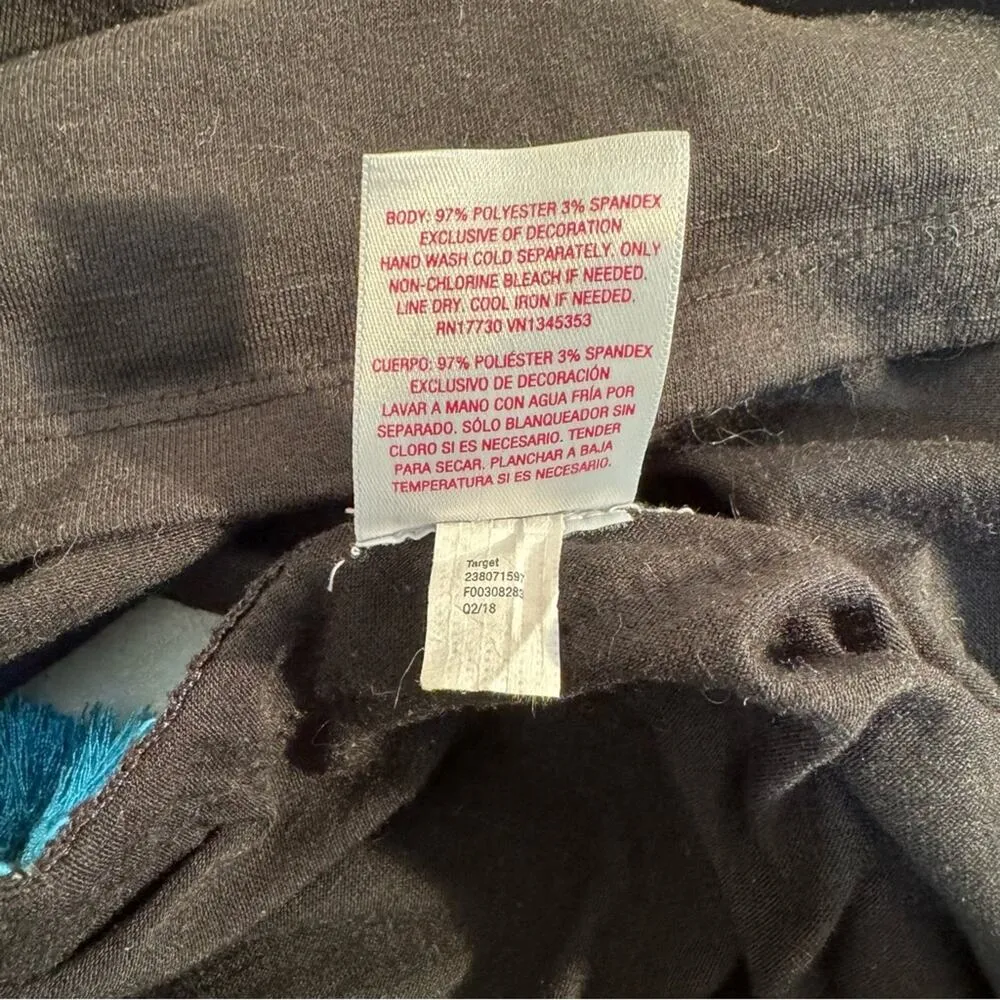 BODY: 97% POLYESTER 3% SPANDEX
EXCLUSIVE OF DECORATION
HAND WASH COLD SEPARATELY. ONLY
NON-CHLORINE BLEACH IF NEEDED.
LINE DRY. COOL IRON IF NEEDED.
RN17730 VN1345353
CUERPO: 97% POLIÉSTER 3% SPANDEX
EXCLUSIVO DE DECORACIÓN
LAVAR A MANO CON AGUA FRÍA POR
SEPARADO. SÓLO BLANQUEADOR SIN
CLORO SI ES NECESARIO. TENDER
PARA SECAR. PLANCHAR A BAJA
TEMPERATURA SI ES NECESARIO.
Target
238071597
F00308283
02/18